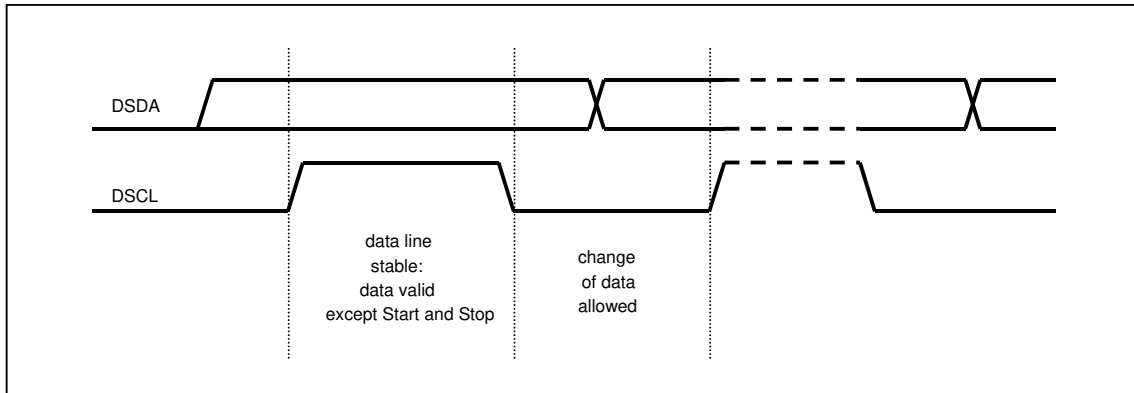 DSDA
DSCL
data line
stable:
data valid
except Start and Stop
change
of data
allowed